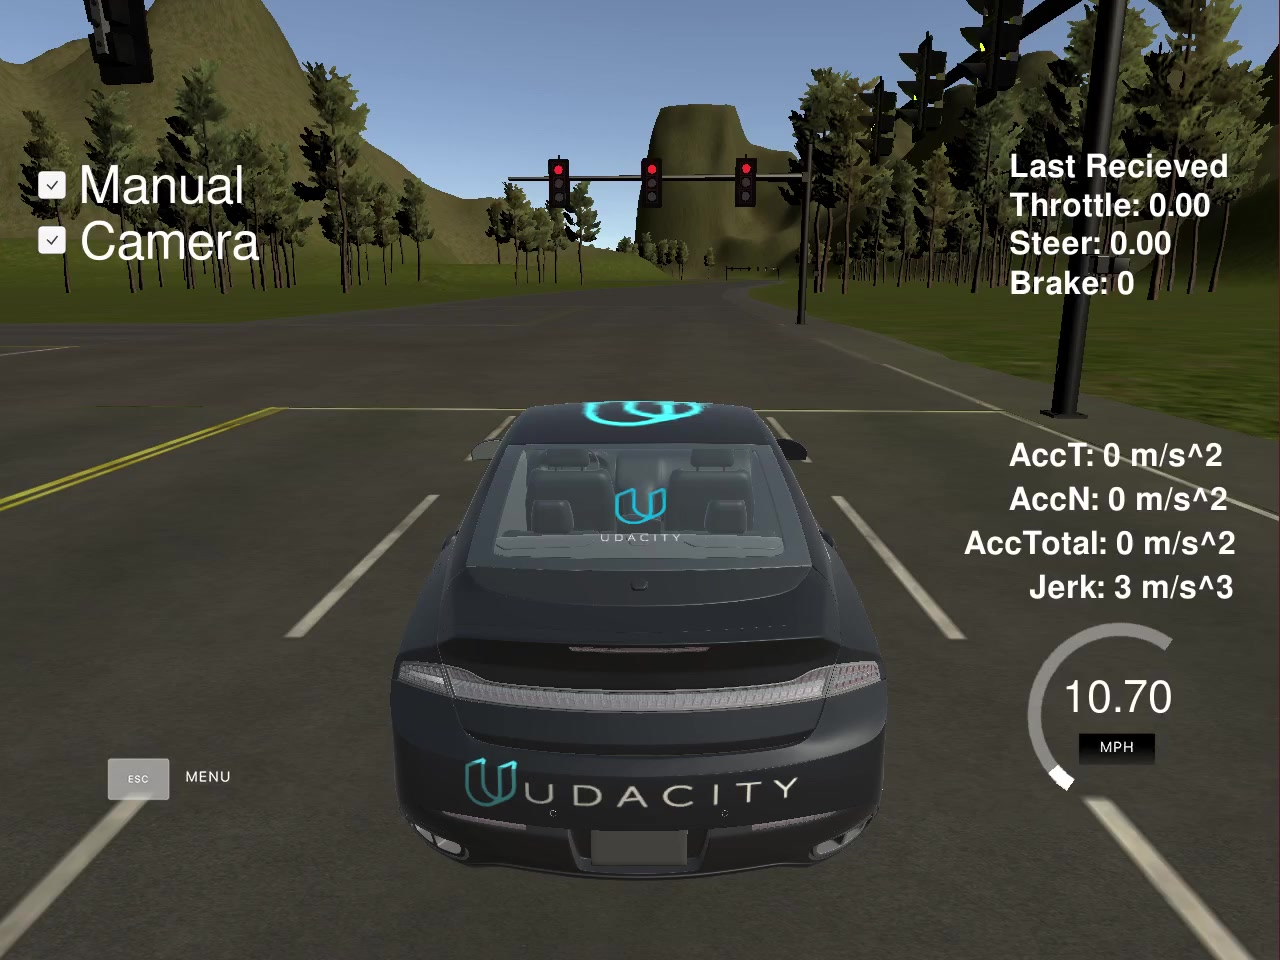 Manual
Camera
Last Recieved
Throttle: 0.00
Steer: 0.00
Brake: 0
UDACITY
AccT: 0 m/s^2
AccN: 0 m/s^2
AccTotal: 0 m/s^2
Jerk: 3 m/s^3
10.70
MPH
ESC MENU
UDACITY